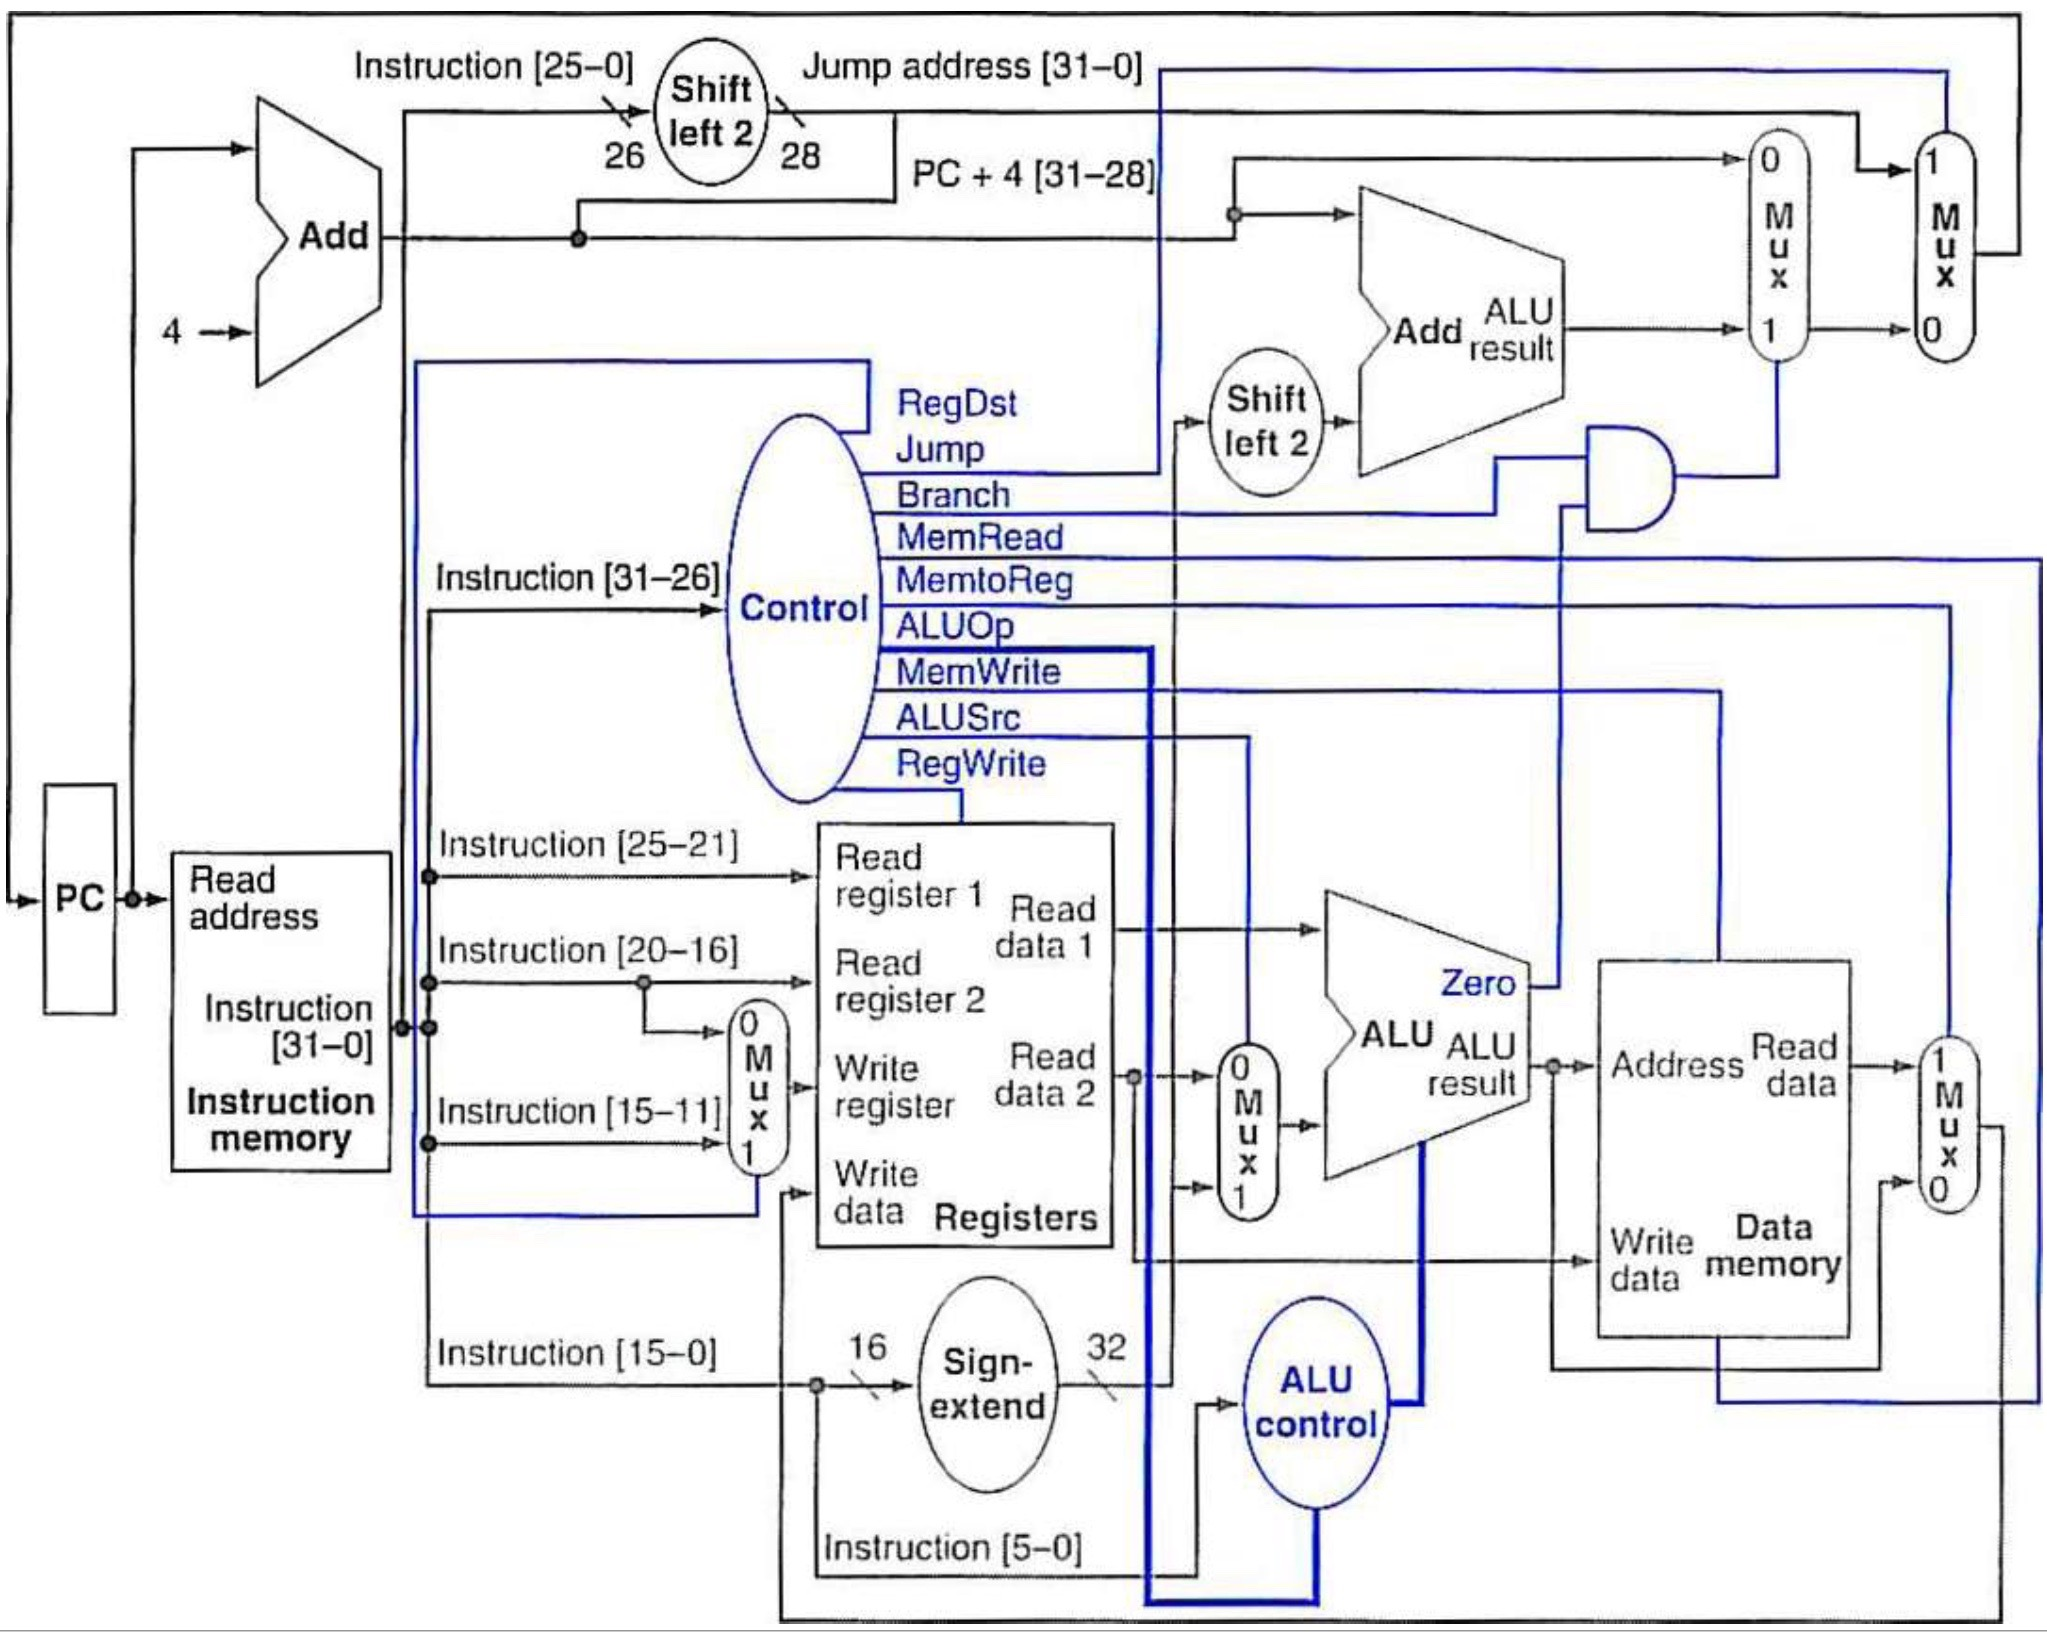 Instruction [25–0]
Shift
left 2
Jump address [31–0]
26
28
PC + 4 [31–28]
Add
4
0
M
u
x
1
1
M
u
x
0
Add
ALU
result
Shift
left 2
RegDst
Jump
Branch
MemRead
MemtoReg
ALUOp
MemWrite
ALUSrc
RegWrite
Control
Instruction [31–26]
PC
Read
address
Instruction
[31–0]
Instruction
memory
Instruction [25–21]
Instruction [20–16]
Instruction [15–11]
0
M
u
x
1
Read
register 1
Read
register 2
Write
register
Write
data
Read
data 1
Read
data 2
Registers
0
M
u
x
1
Zero
ALU
ALU
result
Address
Read
data
Write
data
Data
memory
1
M
u
x
0
Instruction [15–0]
16
Sign-
extend
32
ALU
control
Instruction [5–0]